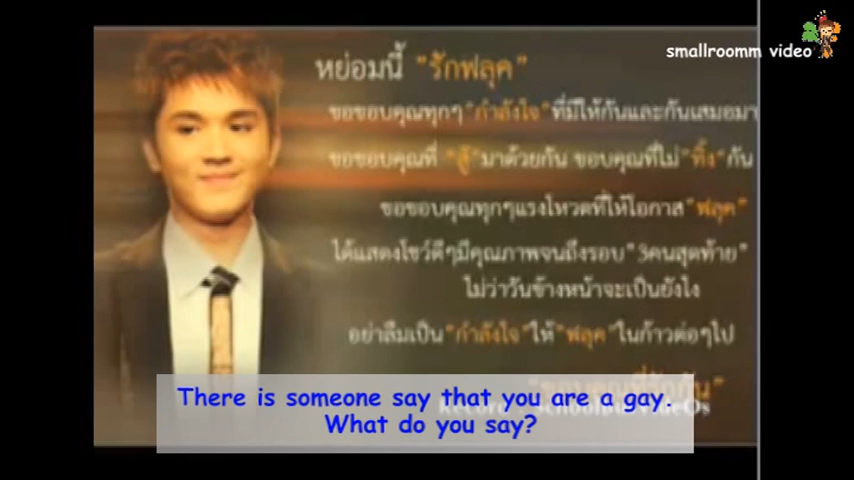 smallroomm video
หย่อมนี้ "รักฟลุค"
ขอขอบคุณทุกๆ "กำลังใจ" ที่มีให้กันและกันเสมอมา
ขอขอบคุณที่ "สู้" มาด้วยกัน ขอบคุณที่ไม่ "ทิ้ง" กัน
ขอขอบคุณทุกๆแรงโหวตที่ให้โอกาส "ฟลุค"
ได้แสดงโชว์ดีๆมีคุณภาพจนถึงรอบ "3คนสุดท้าย"
ไม่ว่าวันข้างหน้าจะเป็นยังไง
อย่าลืมเป็น "กำลังใจ" ให้ "ฟลุค" ในก้าวต่อๆไป
"ขอบคุณที่รักกัน"
There is someone say that you are a gay.
What do you say?